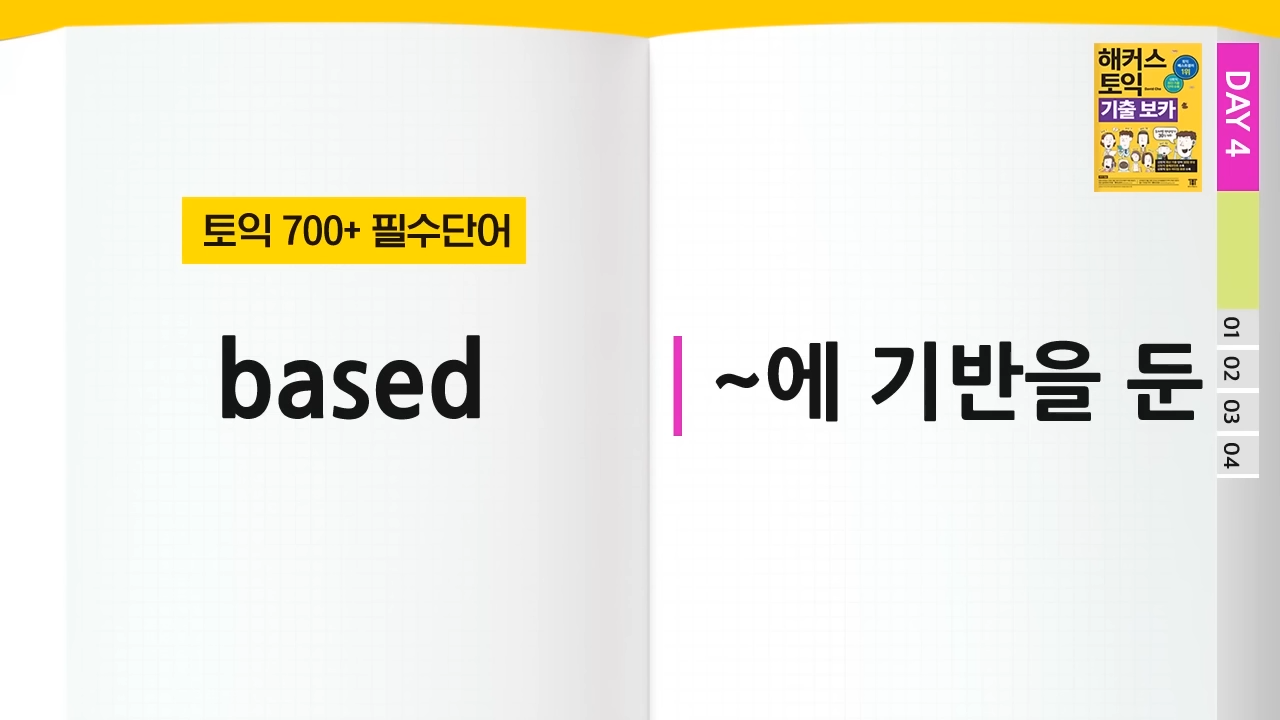 토익 700+ 필수단어
based
~에 기반을 둔
해커스
토익
기출 보카
DAY 4
01
02
03
04